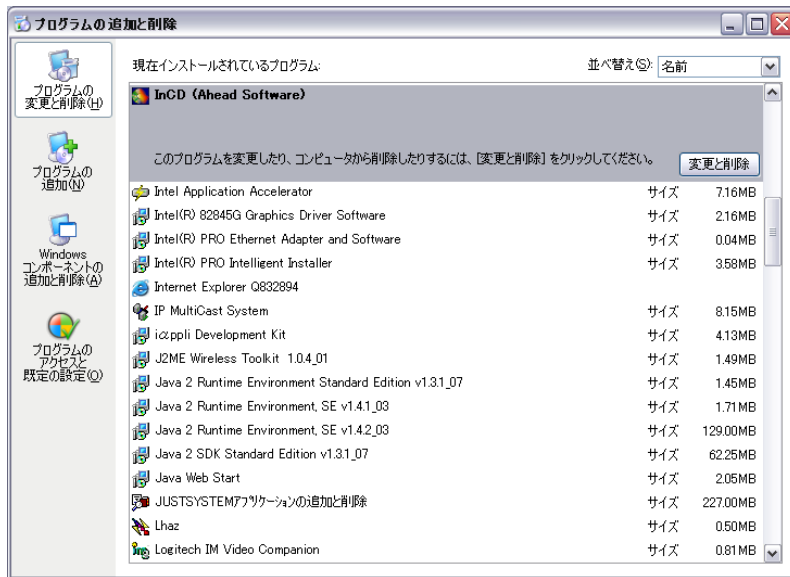 プログラムの追加と削除
プログラムの
変更と削除(H)
プログラムの
追加(N)
Windows
コンポーネントの
追加と削除(A)
プログラムの
アクセスと
既定の設定(O)
現在インストールされているプログラム:
並べ替え(S): 名前
InCD (Ahead Software)
このプログラムを変更したり、コンピュータから削除したりするには、[変更と削除] をクリックしてください。
変更と削除
Intel Application Accelerator サイズ 7.16MB
Intel(R) 82845G Graphics Driver Software サイズ 2.16MB
Intel(R) PRO Ethernet Adapter and Software サイズ 0.04MB
Intel(R) PRO Intelligent Installer サイズ 3.58MB
Internet Explorer Q832894
IP MultiCast System サイズ 8.15MB
iαppli Development Kit サイズ 4.13MB
J2ME Wireless Toolkit 1.0.4_01 サイズ 1.49MB
Java 2 Runtime Environment Standard Edition v1.3.1_07 サイズ 1.45MB
Java 2 Runtime Environment, SE v1.4.1_03 サイズ 1.71MB
Java 2 Runtime Environment, SE v1.4.2_03 サイズ 129.00MB
Java 2 SDK Standard Edition v1.3.1_07 サイズ 62.25MB
Java Web Start サイズ 2.05MB
JUSTSYSTEMアプリケーションの追加と削除 サイズ 227.00MB
Lhaz サイズ 0.50MB
Logitech IM Video Companion サイズ 0.81MB